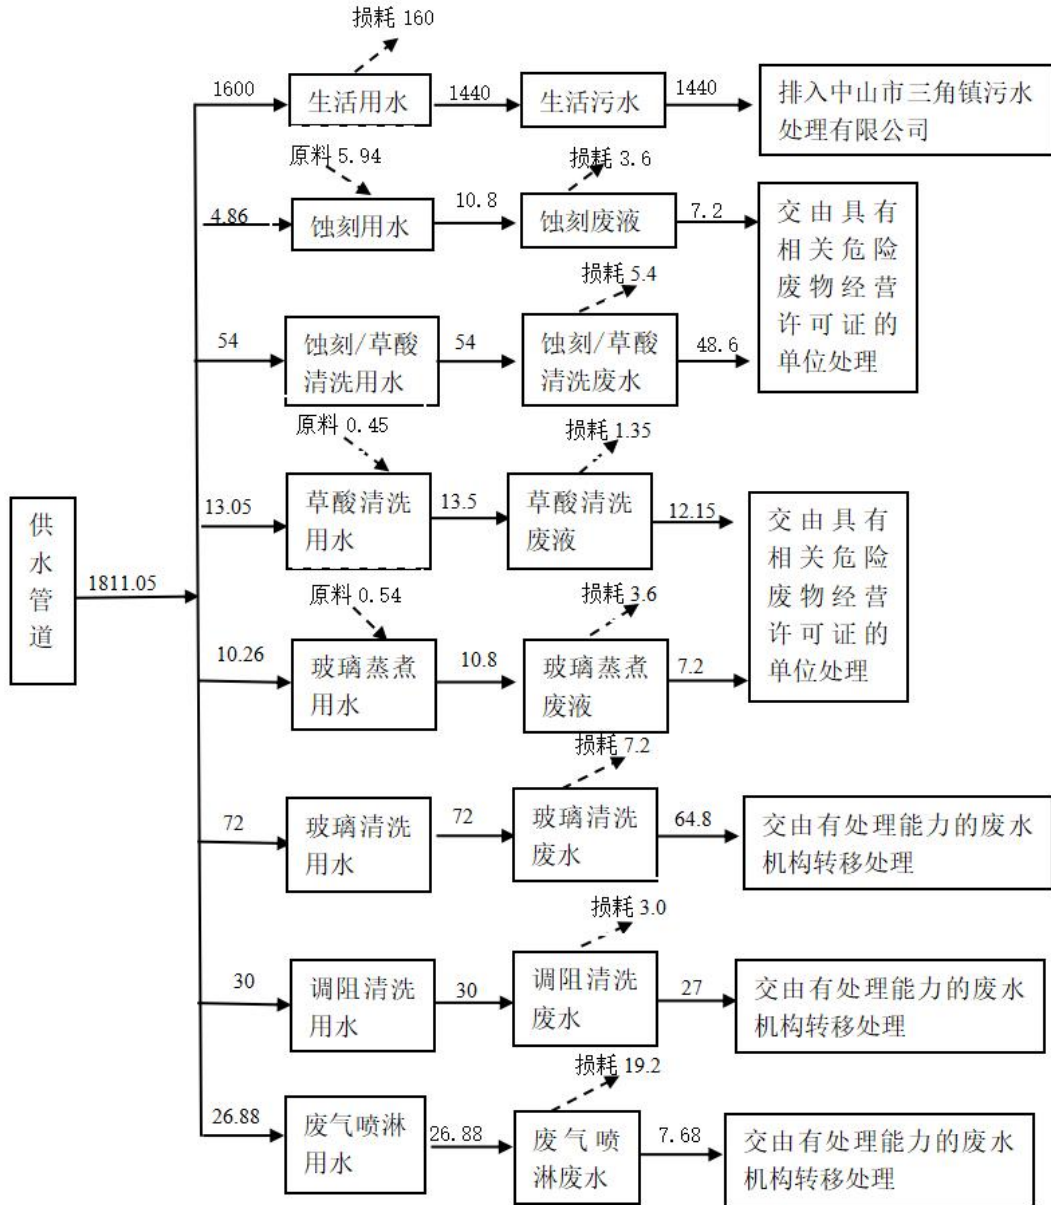 损耗 160
1600
生活用水
1440
生活污水
1440
排入中山市三角镇污水
处理有限公司
原料 5.94
损耗 3.6
4.86
蚀刻用水
10.8
蚀刻废液
7.2
交由具有
相关危险
废物经营
许可证的
单位处理
损耗 5.4
54
蚀刻/草酸
清洗用水
54
蚀刻/草酸
清洗废水
48.6
原料 0.45
损耗 1.35
供
水
管
道
1811.05
13.05
草酸清洗
用水
13.5
草酸清洗
废液
12.15
交由具有
相关危险
废物经营
许可证的
单位处理
原料 0.54
损耗 3.6
10.26
玻璃蒸煮
用水
10.8
玻璃蒸煮
废液
7.2
损耗 7.2
72
玻璃清洗
用水
72
玻璃清洗
废水
64.8
交由有处理能力的废水
机构转移处理
损耗 3.0
30
调阻清洗
用水
30
调阻清洗
废水
27
交由有处理能力的废水
机构转移处理
损耗 19.2
26.88
废气喷淋
用水
26.88
废气喷
淋废水
7.68
交由有处理能力的废水
机构转移处理